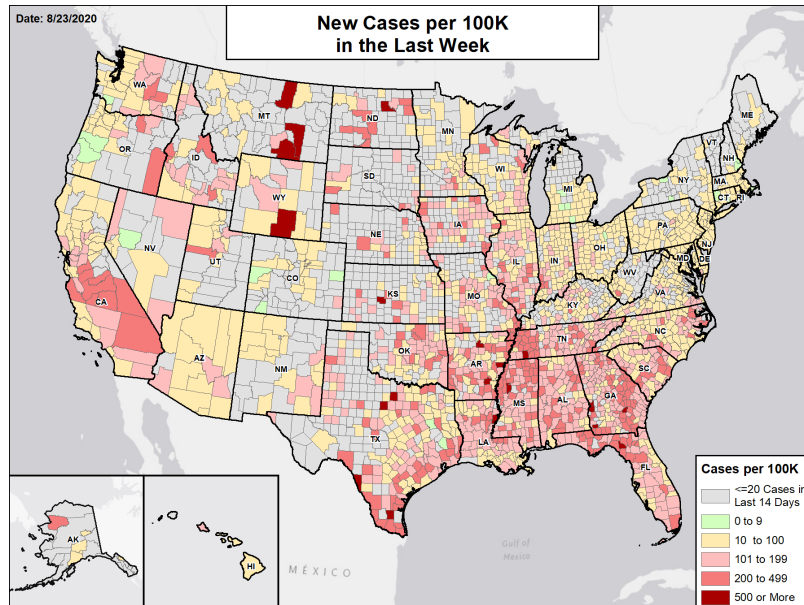 Date: 8/23/2020
New Cases per 100K
in the Last Week
WA
MT
ND
MN
ME
OR
ID
WY
SD
WI
MI
VT
NH
NY
MA
CT
RI
NV
UT
CO
NE
IA
IL
IN
OH
PA
NJ
MD
DE
WV
VA
CA
AZ
NM
KS
MO
KY
OK
AR
TN
NC
SC
TX
LA
MS
AL
GA
FL
AK
HI
MÉXICO
Gulf of
Mexico
Cases per 100K
<=20 Cases in
Last 14 Days
0 to 9
10 to 100
101 to 199
200 to 499
500 or More